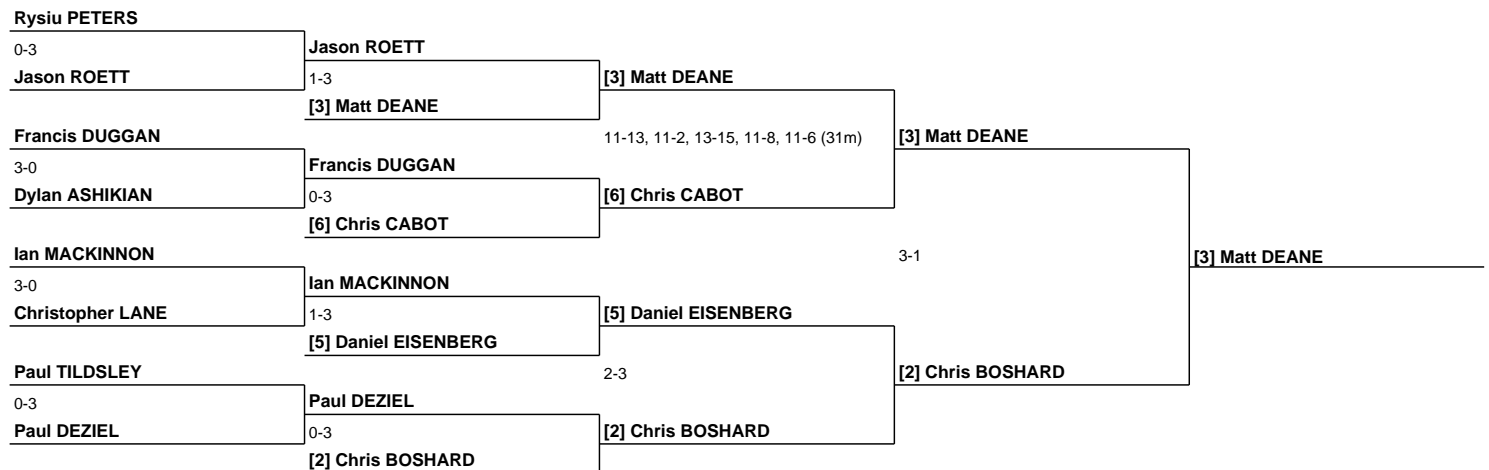 Rysiu PETERS
0-3
Jason ROETT
Jason ROETT
1-3
[3] Matt DEANE
[3] Matt DEANE
Francis DUGGAN
11-13, 11-2, 13-15, 11-8, 11-6 (31m)
[3] Matt DEANE
3-0
Francis DUGGAN
Dylan ASHIKIAN
0-3
[6] Chris CABOT
[6] Chris CABOT
Ian MACKINNON
3-1
[3] Matt DEANE
3-0
Ian MACKINNON
Christopher LANE
1-3
[5] Daniel EISENBERG
[5] Daniel EISENBERG
Paul TILDSLEY
2-3
[2] Chris BOSHARD
0-3
Paul DEZIEL
Paul DEZIEL
0-3
[2] Chris BOSHARD
[2] Chris BOSHARD